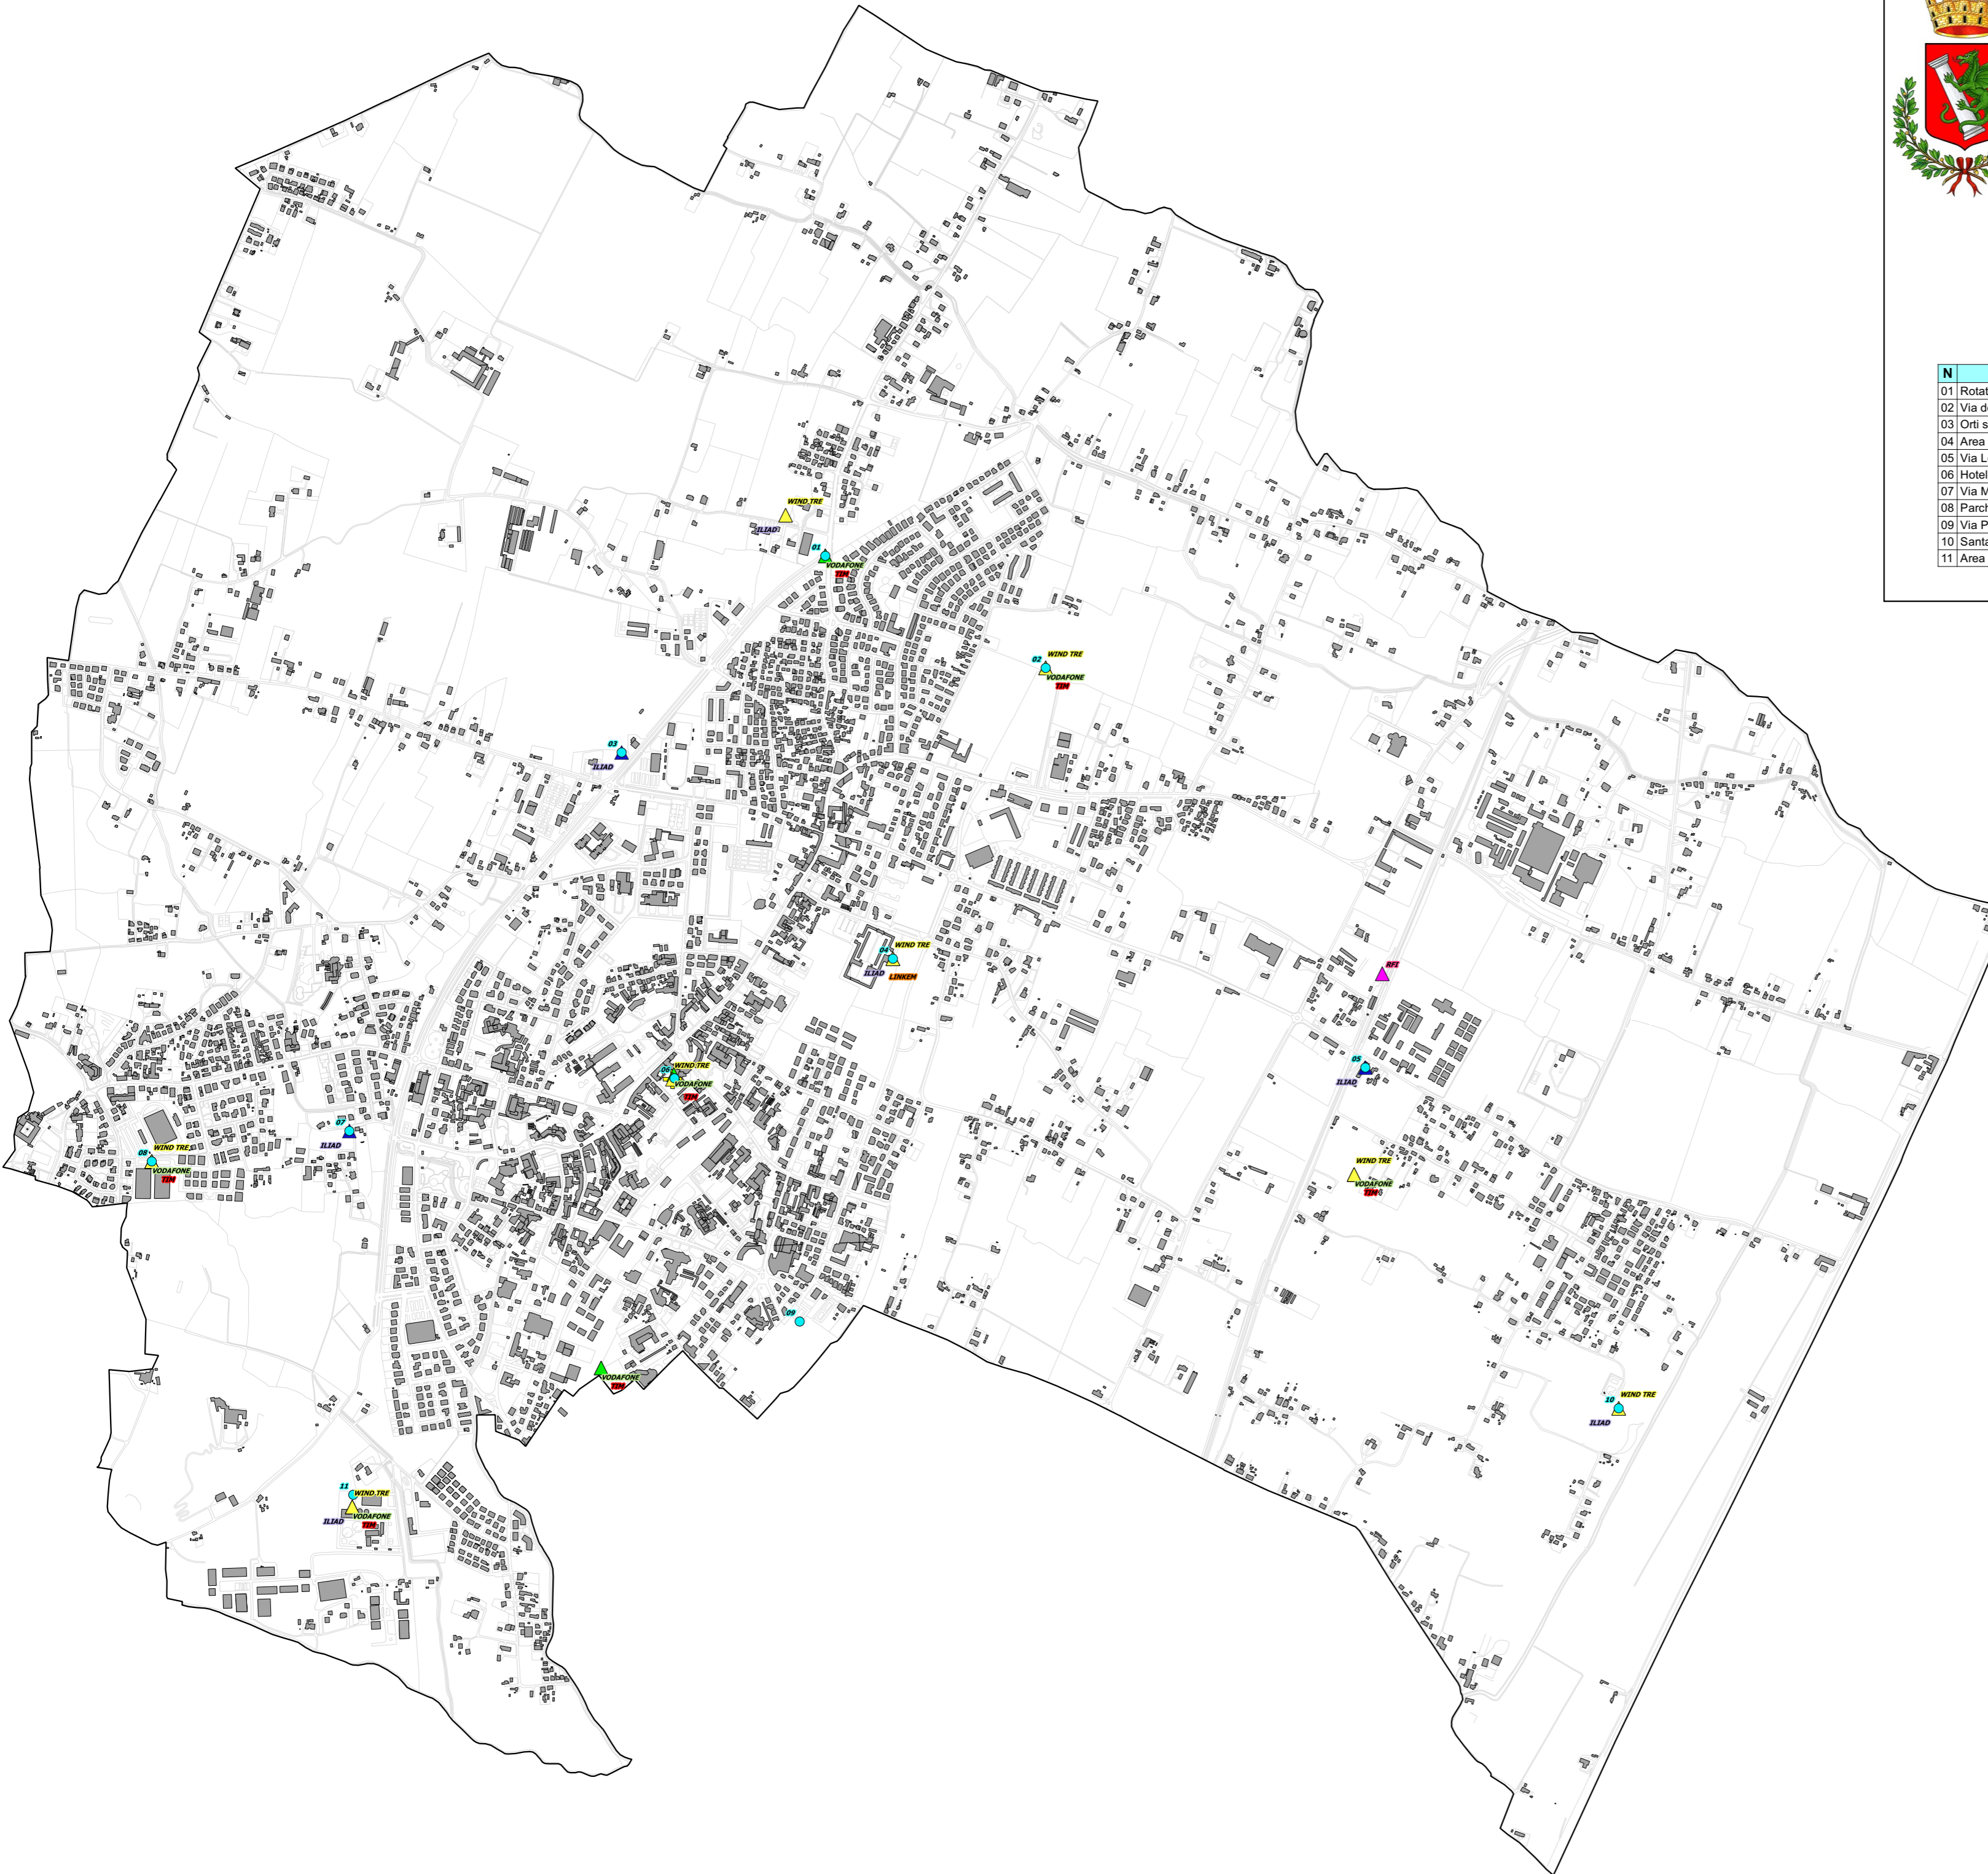 N
01 Rotat
02 Via d
03 Orti s
04 Area
05 Via L
06 Hotel
07 Via M
08 Parch
09 Via P
10 Santa
11 Area
WIND TRE
ILIAD
01
VODAFONE
TIM
02
WIND TRE
VODAFONE
TIM
03
ILIAD
04
WIND TRE
ILIAD
LINKEM
RFI
05
ILIAD
06
WIND TRE
VODAFONE
TIM
07
ILIAD
08
WIND TRE
VODAFONE
TIM
WIND TRE
VODAFONE
TIM
09
VODAFONE
TIM
10
WIND TRE
ILIAD
11
WIND TRE
ILIAD
VODAFONE
TIM